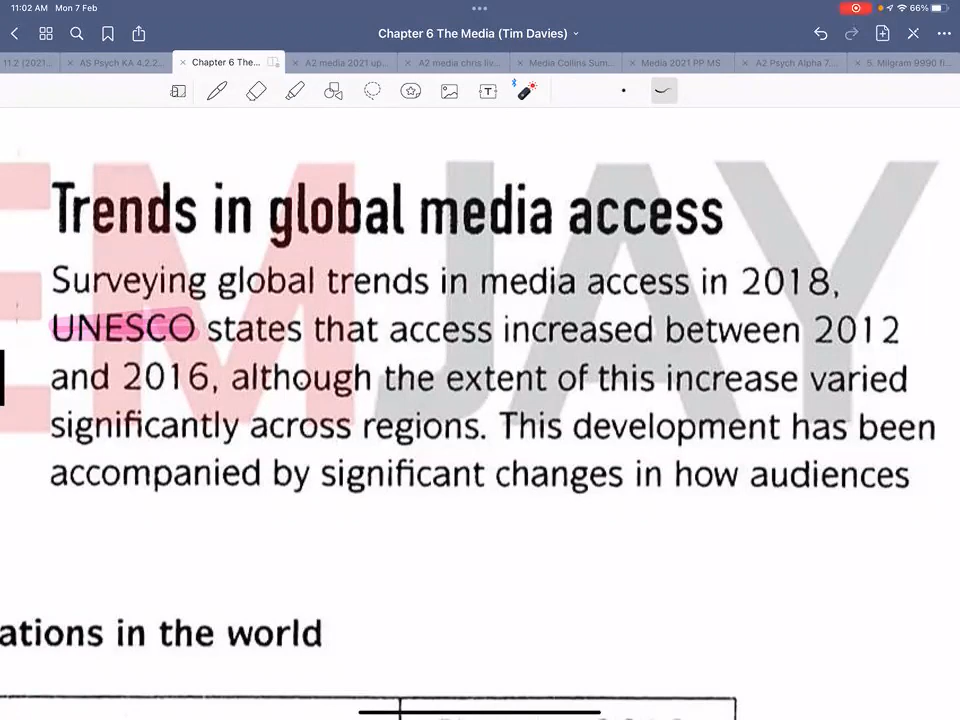 11:02 AM Mon 7 Feb
66%
Chapter 6 The Media (Tim Davies)
11.2 (2021... AS Psych KA 4.2.2... Chapter 6 The... A2 media 2021 up... A2 media chris liv... Media Collins Sum... Media 2021 PP MS A2 Psych Alpha 7.... 5. Milgram 9990 fi...
T
EMJAY
Trends in global media access
Surveying global trends in media access in 2018,
UNESCO states that access increased between 2012
and 2016, although the extent of this increase varied
significantly across regions. This development has been
accompanied by significant changes in how audiences
ations in the world